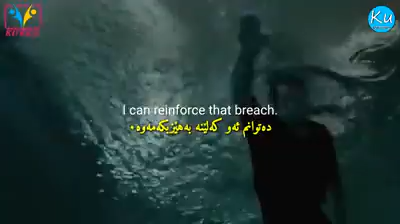 Ku
I can reinforce that breach.
دەتوانم ئەو کەلێنە بەهێزبکەمەوە.